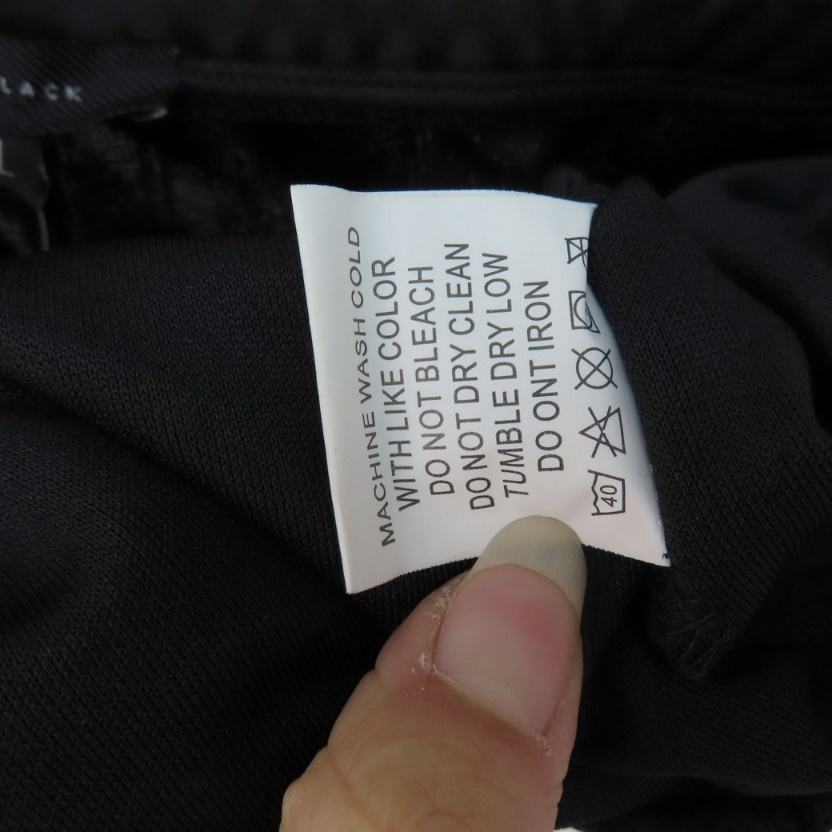 LACK
MACHINE WASH COLD
WITH LIKE COLOR
DO NOT BLEACH
DO NOT DRY CLEAN
TUMBLE DRY LOW
DO ONT IRON
40